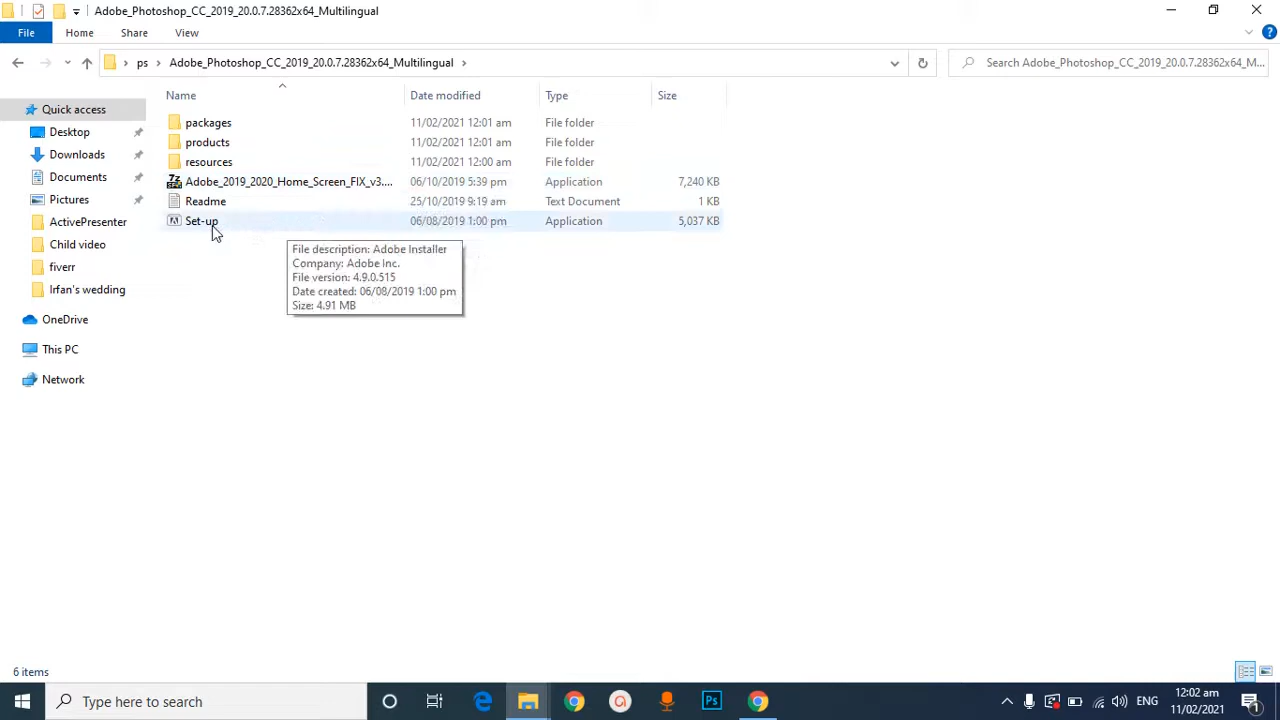 Adobe_Photoshop_CC_2019_20.0.7.28362x64_Multilingual
File Home Share View
ps Adobe_Photoshop_CC_2019_20.0.7.28362x64_Multilingual Search Adobe_Photoshop_CC_2019_20.0.7.28362x64_M...
Name Date modified Type Size
Quick access
Desktop
Downloads
Documents
Pictures
ActivePresenter
Child video
fiverr
Irfan's wedding
OneDrive
This PC
Network
packages 11/02/2021 12:01 am File folder
products 11/02/2021 12:01 am File folder
resources 11/02/2021 12:00 am File folder
Adobe_2019_2020_Home_Screen_FIX_v3.... 06/10/2019 5:39 pm Application 7,240 KB
Readme 25/10/2019 9:19 am Text Document 1 KB
Set-up 06/08/2019 1:00 pm Application 5,037 KB
File description: Adobe Installer
Company: Adobe Inc.
File version: 4.9.0.515
Date created: 06/08/2019 1:00 pm
Size: 4.91 MB
6 items
Type here to search
Ps
ENG
12:02 am
11/02/2021
1